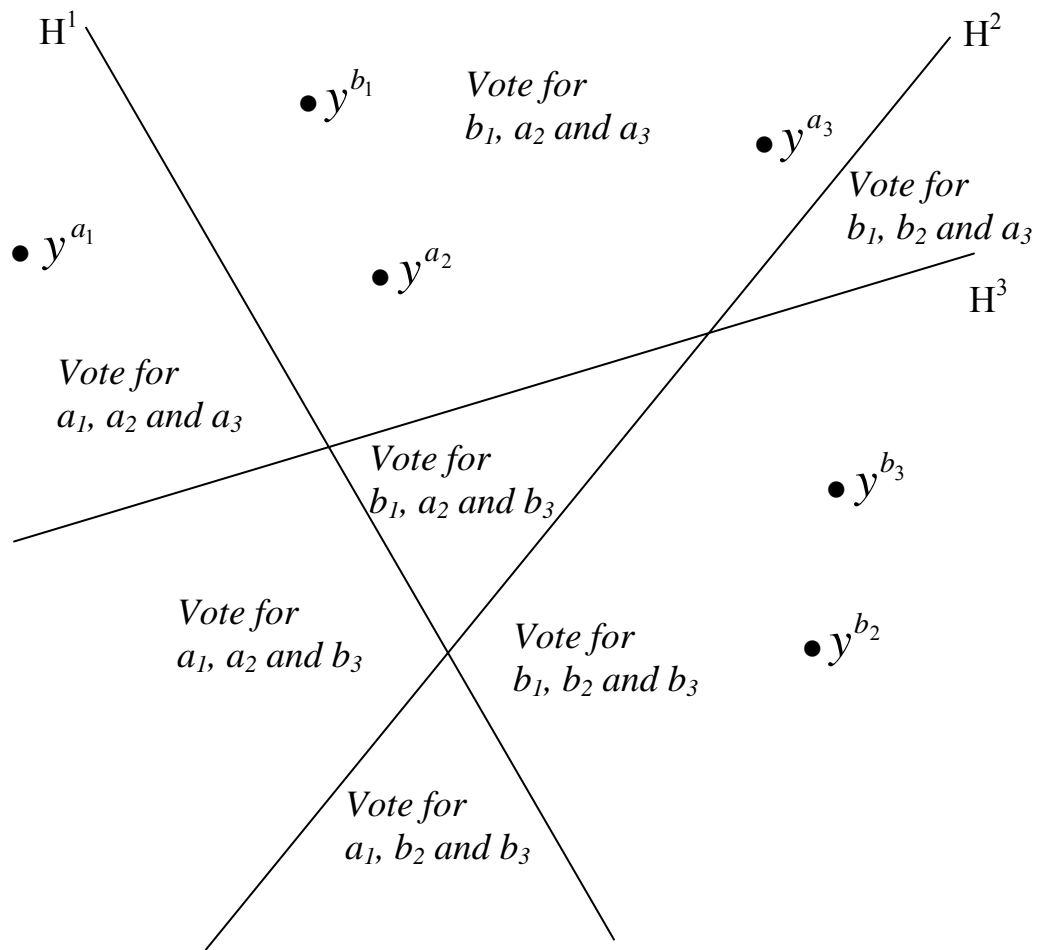 H¹
H²
y^{b₁}
Vote for
b₁, a₂ and a₃
y^{a₃}
Vote for
b₁, b₂ and a₃
y^{a₁}
y^{a₂}
H³
Vote for
a₁, a₂ and a₃
Vote for
b₁, a₂ and b₃
y^{b₃}
Vote for
a₁, a₂ and b₃
Vote for
b₁, b₂ and b₃
y^{b₂}
Vote for
a₁, b₂ and b₃